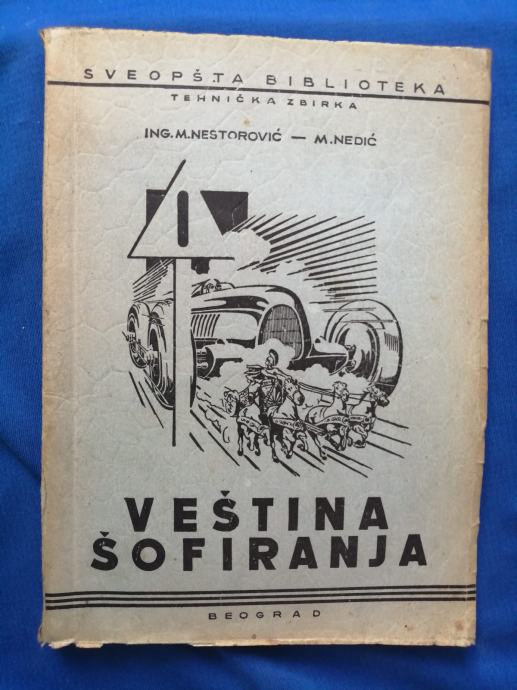 SVEOPŠTA BIBLIOTEKA
TEHNIČKA ZBIRKA
ING. M. NESTOROVIĆ — M. NEDIĆ
VEŠTINA
ŠOFIRANJA
BEOGRAD